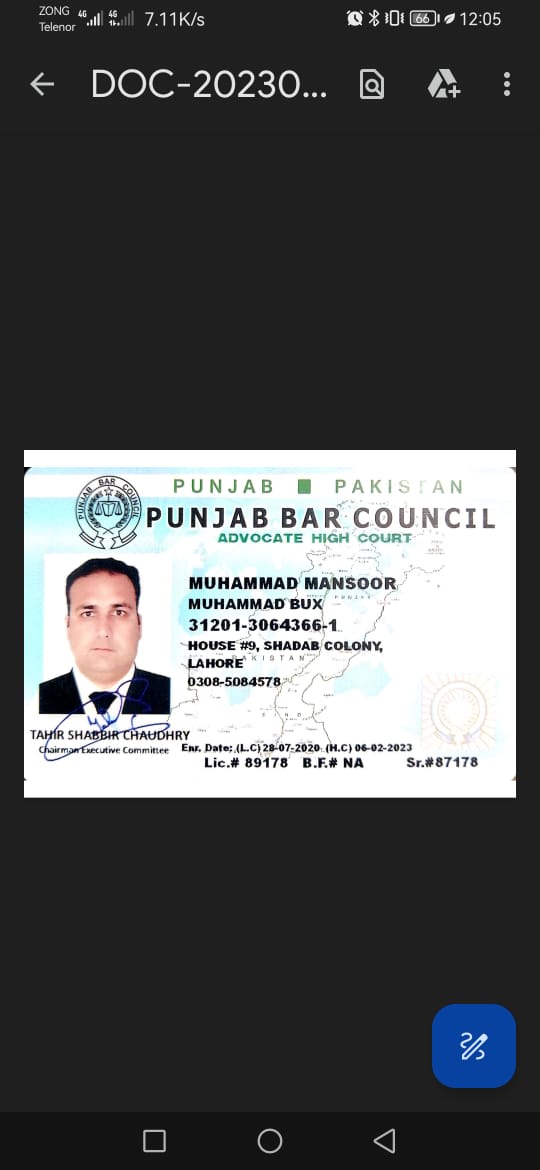 ZONG 4G 4G 7.11K/s 66 12:05
Telenor
DOC-20230...
PUNJAB BAR COUNCIL
PUNJAB PAKISTAN
PUNJAB BAR COUNCIL
ADVOCATE HIGH COURT
MUHAMMAD MANSOOR
PUNJAB
MUHAMMAD BUX
31201-3064366-1
HOUSE #9, SHADAB COLONY,
PAKISTAN
LAHORE
0308-5084578
TAHIR SHABBIR CHAUDHRY
Chairman Executive Committee
Enr. Date: (L.C) 28-07-2020 (H.C) 06-02-2023
Lic.# 89178 B.F.# NA Sr.#87178